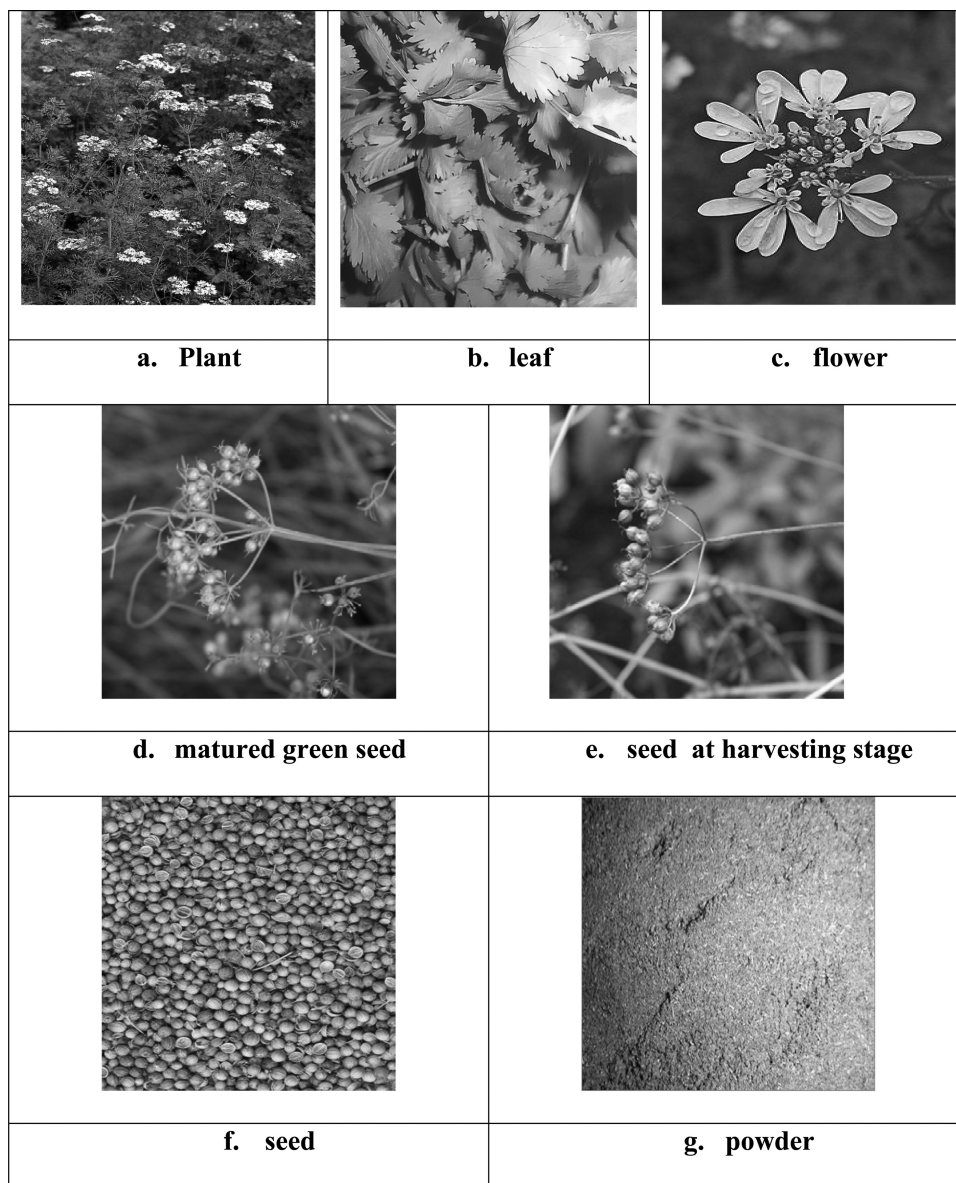 a. Plant
b. leaf
c. flower
d. matured green seed
e. seed at harvesting stage
f. seed
g. powder